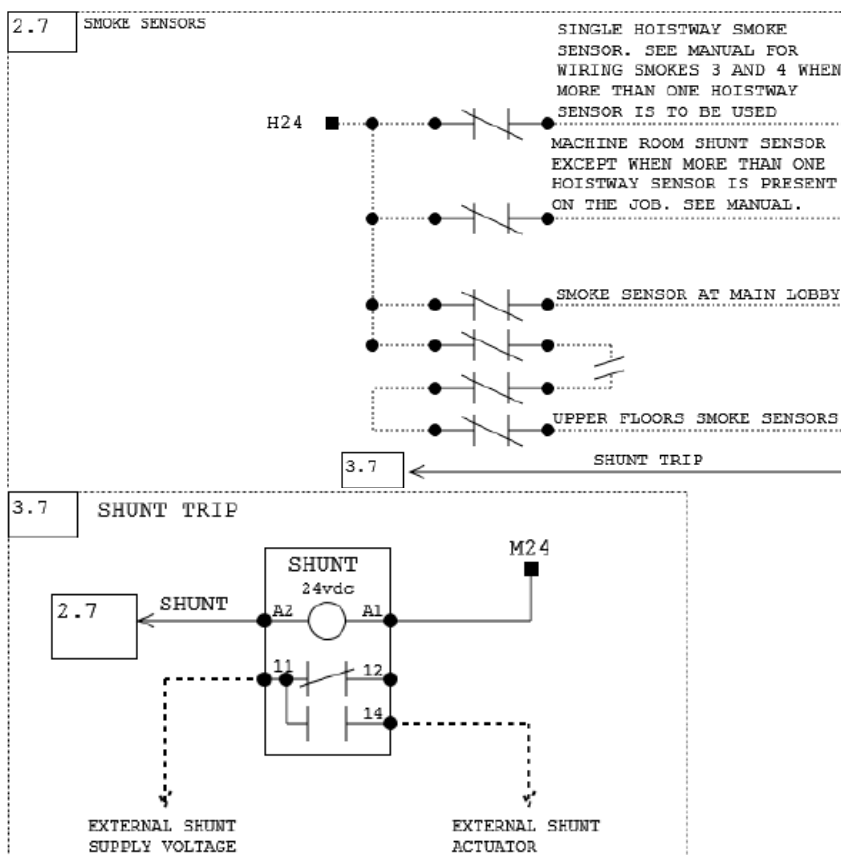 2.7
SMOKE SENSORS
SINGLE HOISTWAY SMOKE
SENSOR. SEE MANUAL FOR
WIRING SMOKES 3 AND 4 WHEN
MORE THAN ONE HOISTWAY
SENSOR IS TO BE USED
H24
MACHINE ROOM SHUNT SENSOR
EXCEPT WHEN MORE THAN ONE
HOISTWAY SENSOR IS PRESENT
ON THE JOB. SEE MANUAL.
SMOKE SENSOR AT MAIN LOBBY
UPPER FLOORS SMOKE SENSORS
3.7
SHUNT TRIP
3.7
SHUNT TRIP
M24
SHUNT
24vdc
2.7
SHUNT
A2
A1
11
12
14
EXTERNAL SHUNT
SUPPLY VOLTAGE
EXTERNAL SHUNT
ACTUATOR